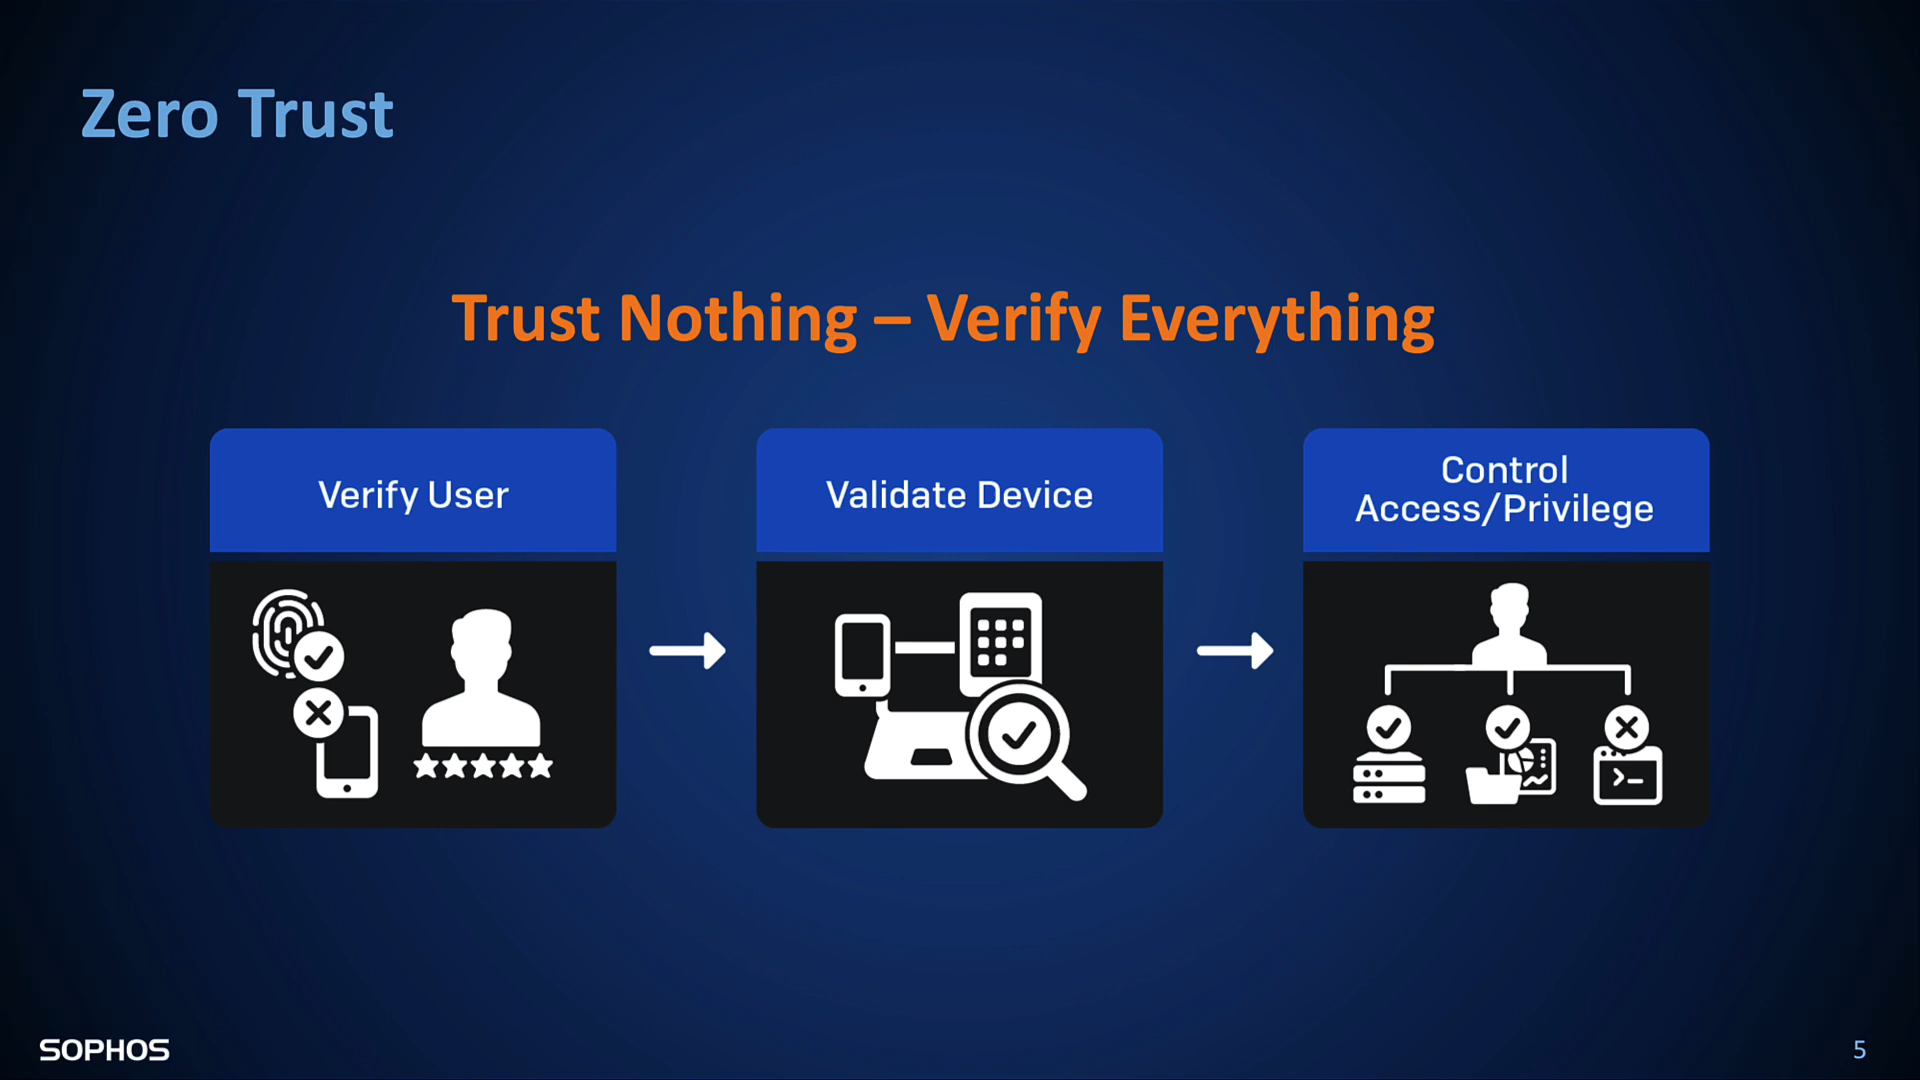 Zero Trust
Trust Nothing – Verify Everything
Verify User
Validate Device
Control
Access/Privilege
SOPHOS
5